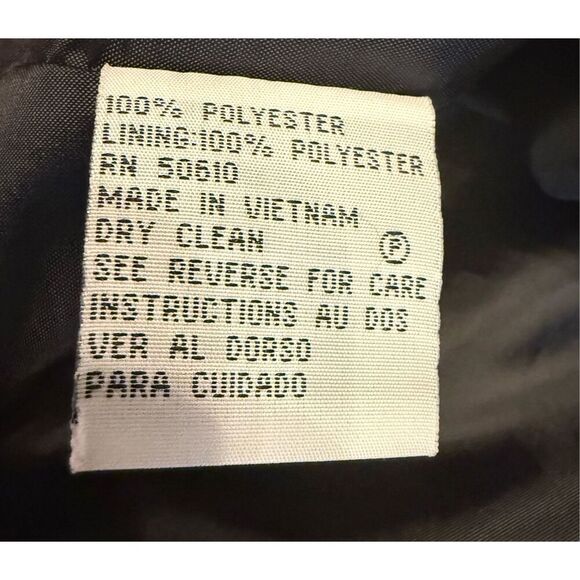 100% POLYESTER
LINING:100% POLYESTER
RN 50610
MADE IN VIETNAM
DRY CLEAN Ⓟ
SEE REVERSE FOR CARE
INSTRUCTIONS AU DOS
VER AL DORSO
PARA CUIDADO